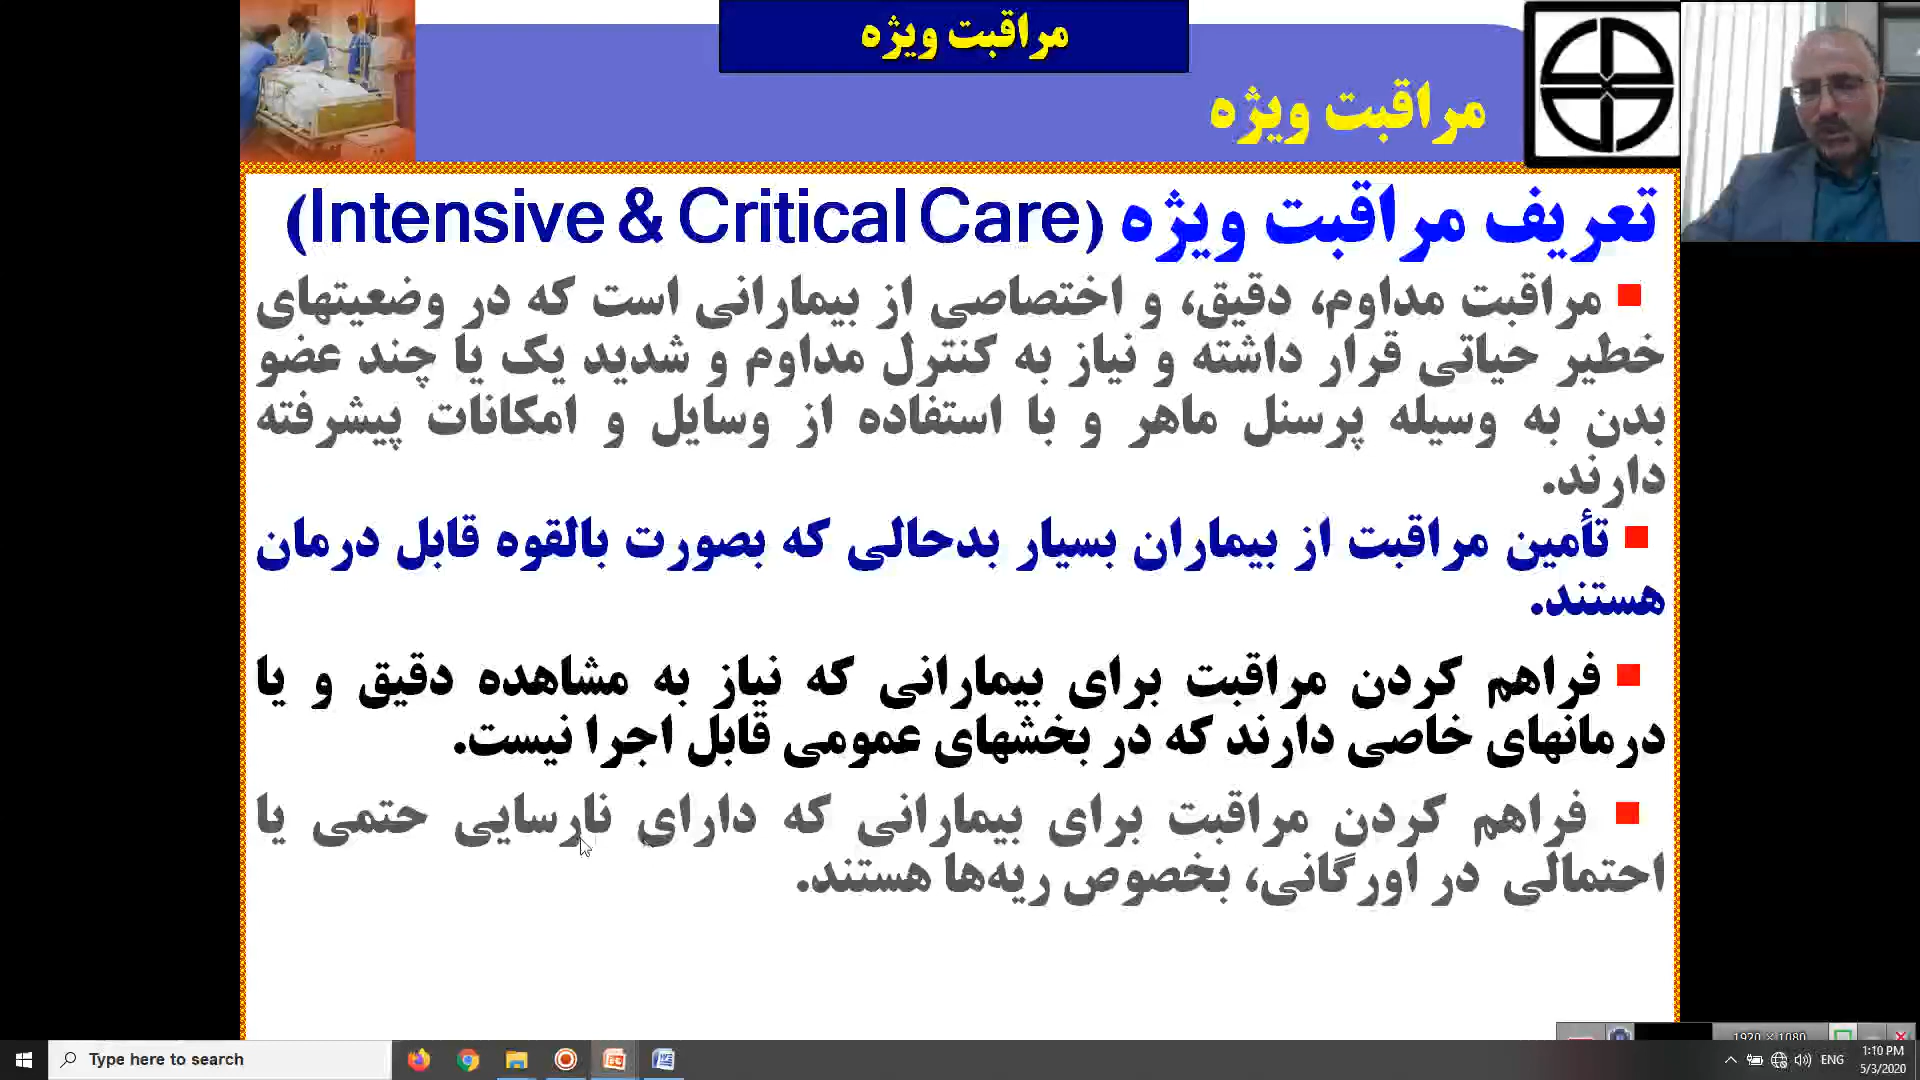 مراقبت ویژه
مراقبت ویژه
تعریف مراقبت ویژه (Intensive & Critical Care)
مراقبت مداوم، دقیق، و اختصاصی از بیمارانی است که در وضعیتهای
خطیر حیاتی قرار داشته و نیاز به کنترل مداوم و شدید یک یا چند عضو
بدن به وسیله پرسنل ماهر و با استفاده از وسایل و امکانات پیشرفته
دارند.
تأمین مراقبت از بیماران بسیار بدحالی که بصورت بالقوه قابل درمان
هستند.
فراهم کردن مراقبت برای بیمارانی که نیاز به مشاهده دقیق و یا
درمانهای خاصی دارند که در بخشهای عمومی قابل اجرا نیست.
فراهم کردن مراقبت برای بیمارانی که دارای نارسایی حتمی یا
احتمالی در اورگانی، بخصوص ریه‌ها هستند.
1920 × 1080
Type here to search
ENG
1:10 PM
5/3/2020